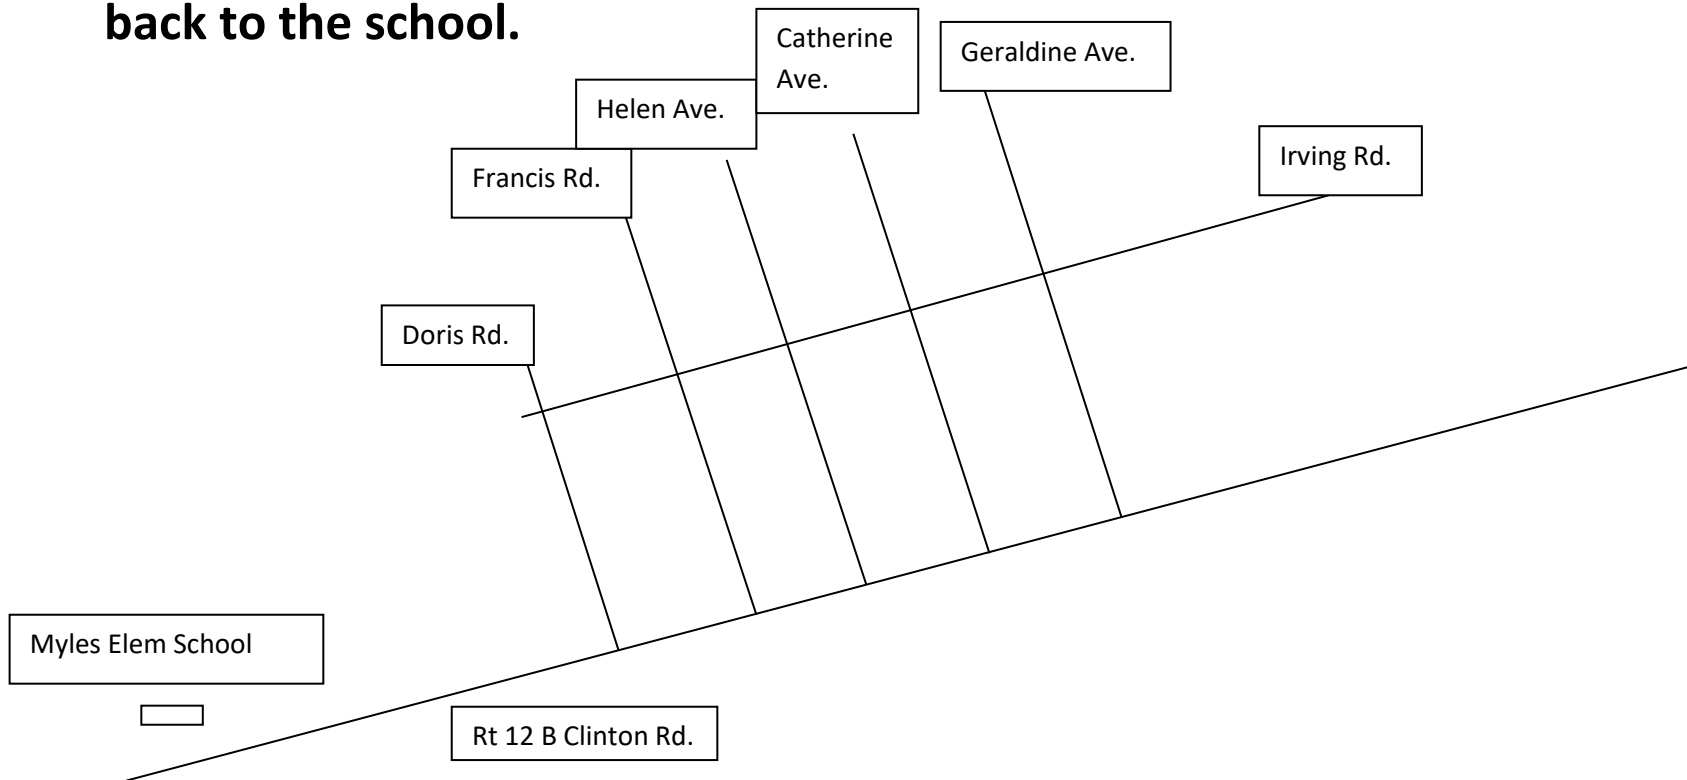 back to the school.
Catherine
Ave.
Geraldine Ave.
Helen Ave.
Irving Rd.
Francis Rd.
Doris Rd.
Myles Elem School
Rt 12 B Clinton Rd.